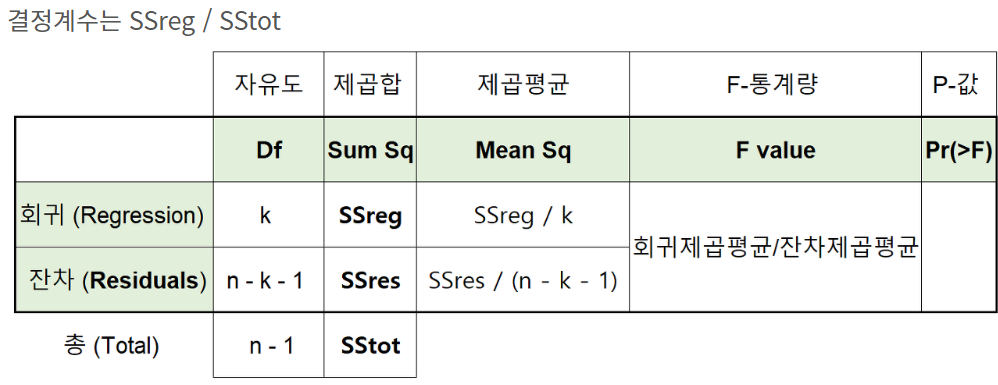 결정계수는 SSreg / SStot
자유도 제곱합 제곱평균 F-통계량 P-값
Df Sum Sq Mean Sq F value Pr(>F)
회귀 (Regression) k SSreg SSreg / k
회귀제곱평균/잔차제곱평균
잔차 (Residuals) n - k - 1 SSres SSres / (n - k - 1)
총 (Total) n - 1 SStot